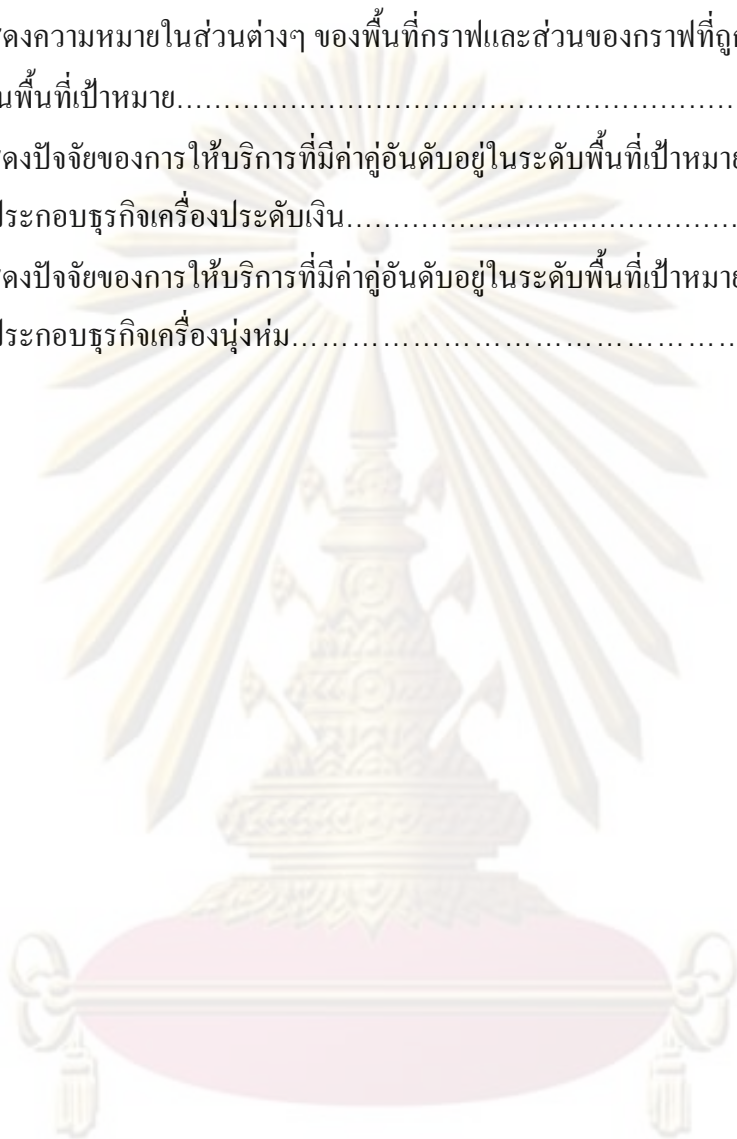 ดงความหมายในส่วนต่างๆ ของพื้นที่กราฟและส่วนของกราฟที่ถูก
นพื้นที่เป้าหมาย................................................................
ดงปัจจัยของการให้บริการที่มีค่าคู่อันดับอยู่ในระดับพื้นที่เป้าหมาย
ประกอบธุรกิจเครื่องประดับเงิน................................................
ดงปัจจัยของการให้บริการที่มีค่าคู่อันดับอยู่ในระดับพื้นที่เป้าหมาย
ประกอบธุรกิจเครื่องนุ่งห่ม................................................